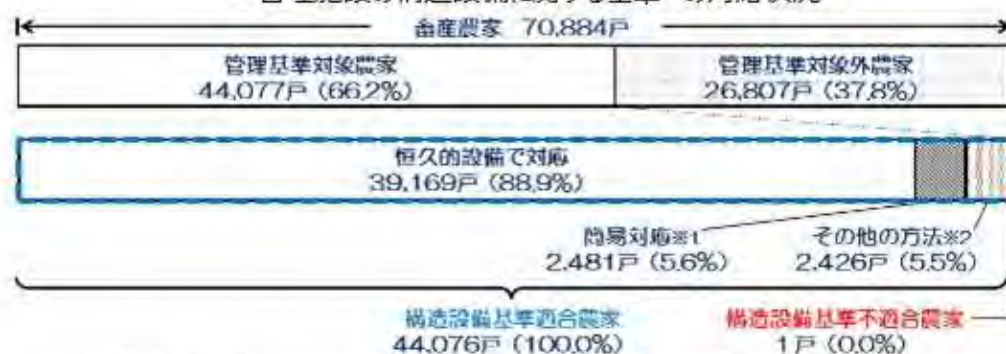 畜産農家 70,884戸
管理基準対象農家
44,077戸 (66.2%)
管理基準対象外農家
26,807戸 (37.8%)
恒久的設備で対応
39,169戸 (88.9%)
簡易対応※1
2,481戸 (5.6%)
その他の方法※2
2,426戸 (5.5%)
構造設備基準適合農家
44,076戸 (100.0%)
構造設備基準不適合農家
1戸 (0.0%)